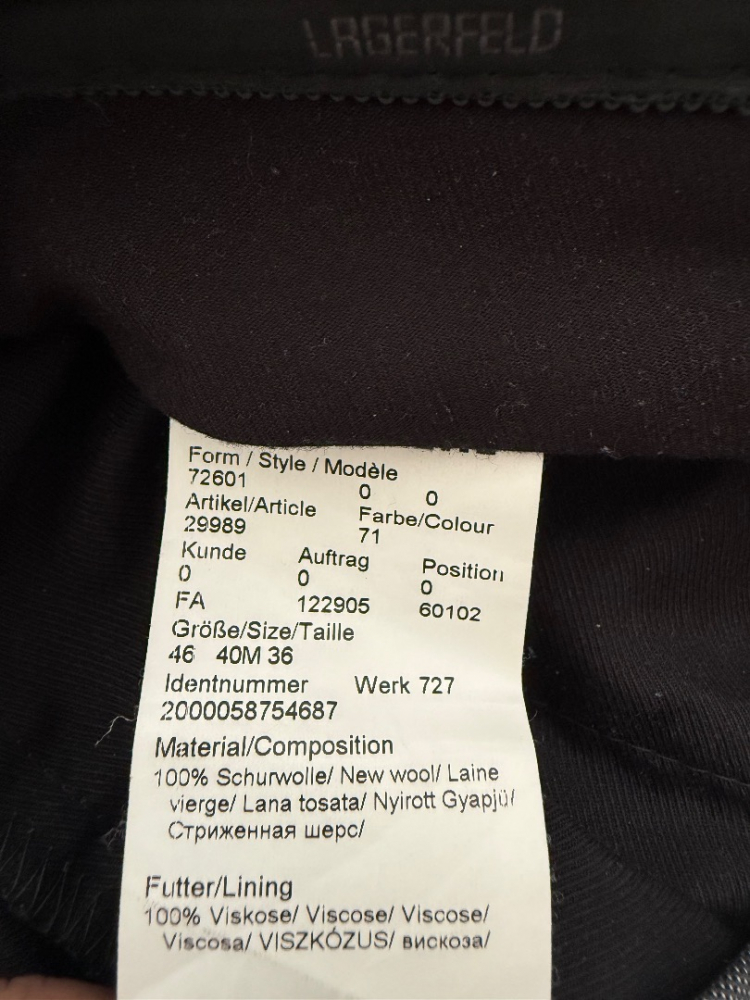 LAGERFELD
Form / Style / Modèle
72601 0 0
Artikel/Article Farbe/Colour
29989 71
Kunde Auftrag Position
0 0 0
FA 122905 60102
Größe/Size/Taille
46 40M 36
Identnummer Werk 727
2000058754687
Material/Composition
100% Schurwolle/ New wool/ Laine
vierge/ Lana tosata/ Nyirott Gyapjú/
Стриженная шерс/
Futter/Lining
100% Viskose/ Viscose/ Viscose/
Viscosa/ VISZKÓZUS/ вискоза/